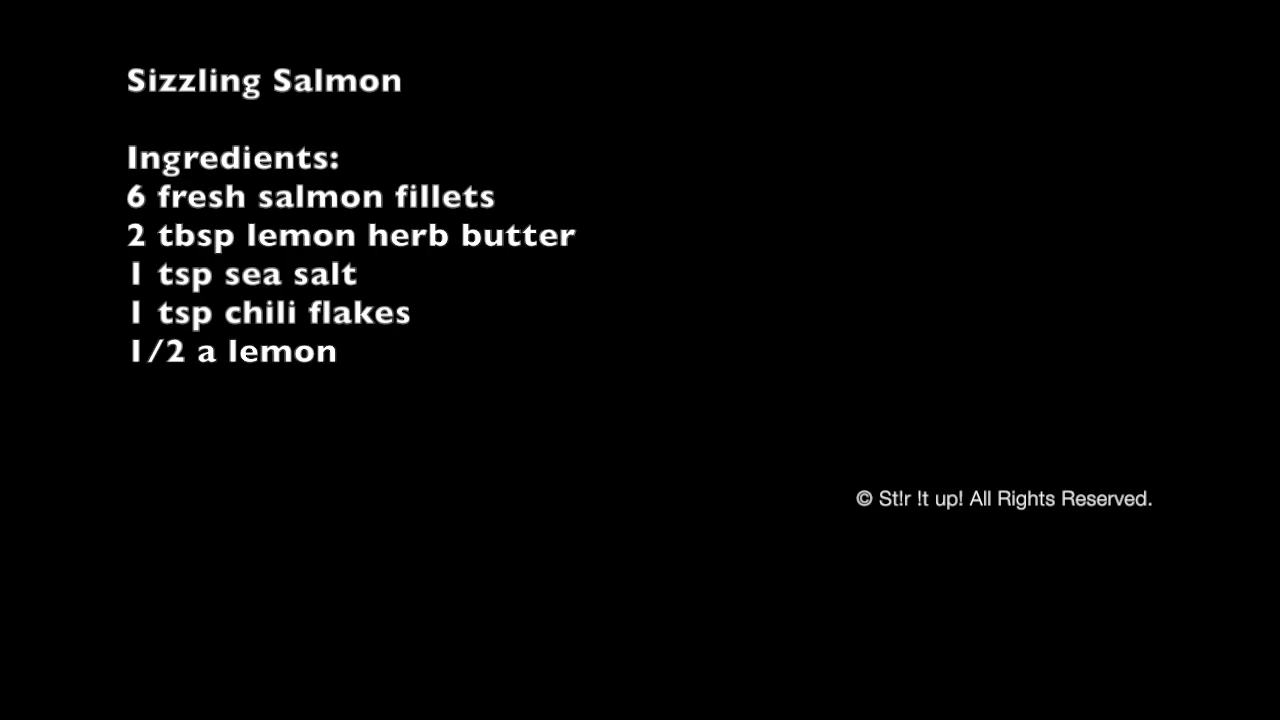 Sizzling Salmon
Ingredients:
6 fresh salmon fillets
2 tbsp lemon herb butter
1 tsp sea salt
1 tsp chili flakes
1/2 a lemon
© St!r !t up! All Rights Reserved.